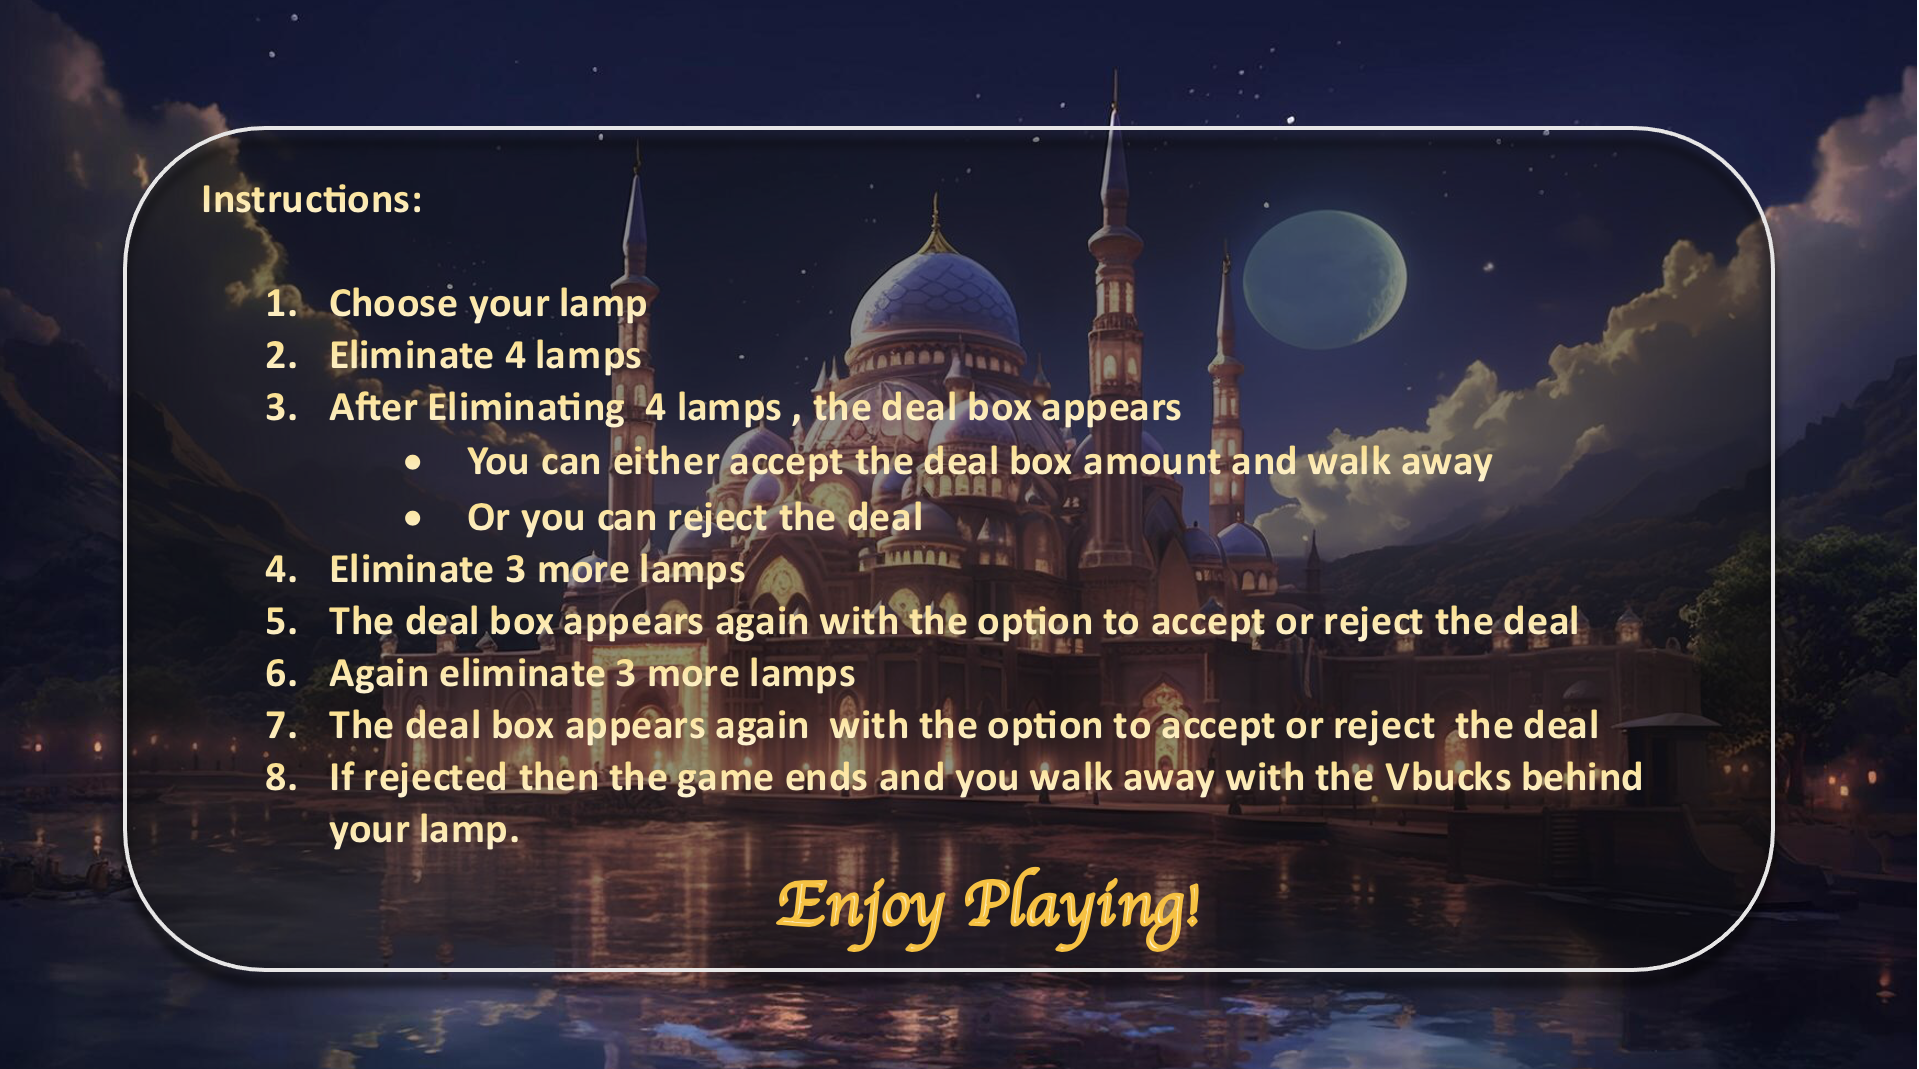 Instructions:
1. Choose your lamp
2. Eliminate 4 lamps
3. After Eliminating  4 lamps , the deal box appears
• You can either accept the deal box amount and walk away
• Or you can reject the deal
4. Eliminate 3 more lamps
5. The deal box appears again with the option to accept or reject the deal
6. Again eliminate 3 more lamps
7. The deal box appears again  with the option to accept or reject  the deal
8. If rejected then the game ends and you walk away with the Vbucks behind
your lamp.
Enjoy Playing!